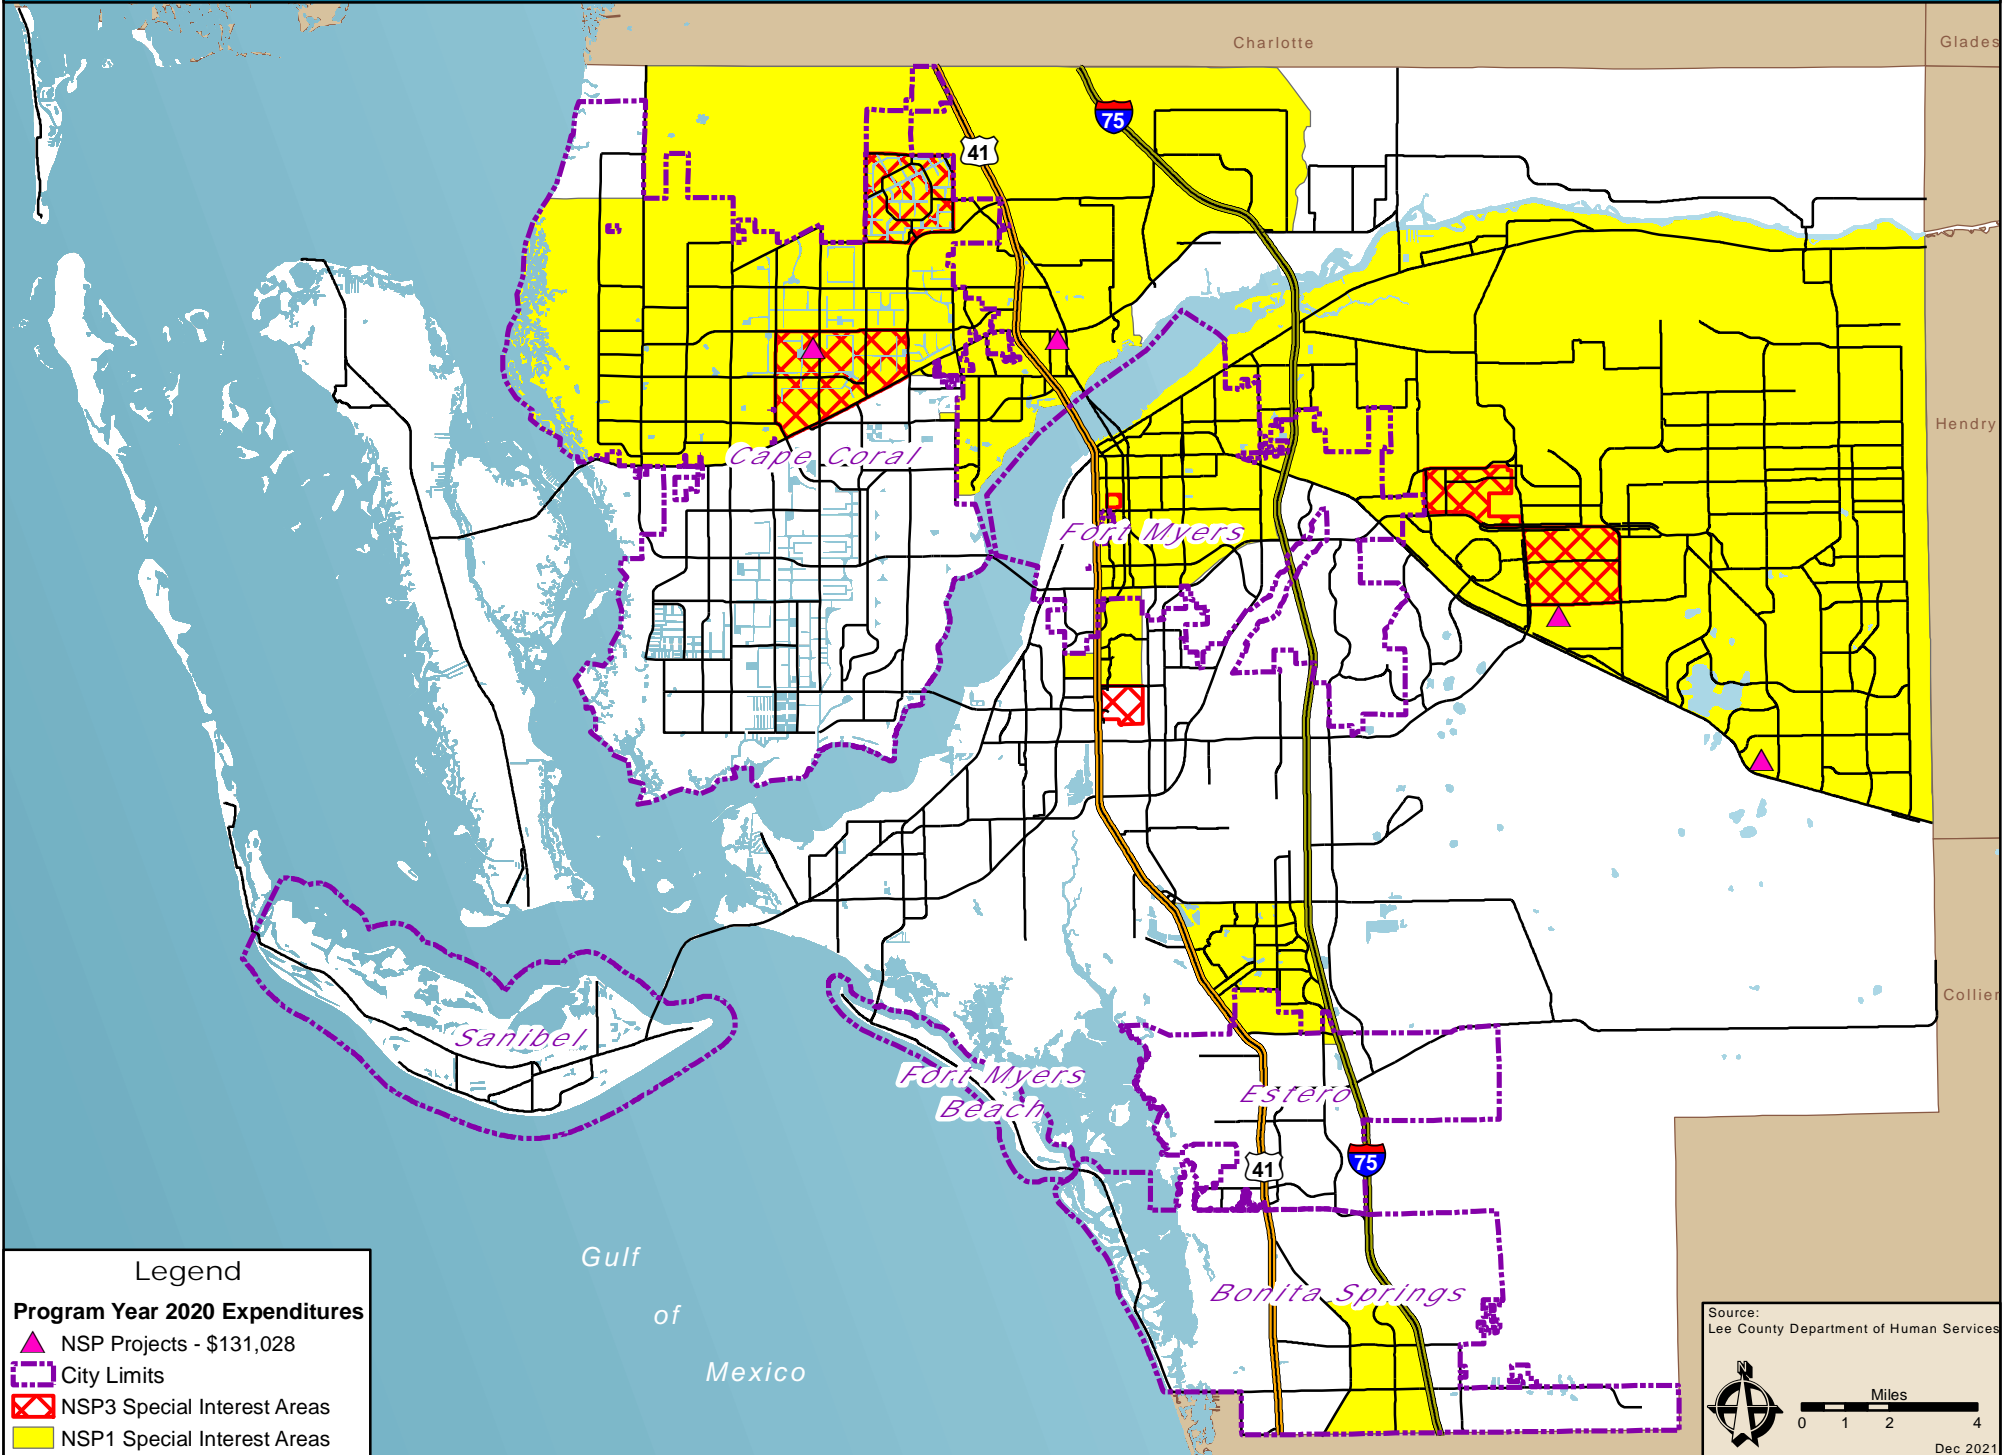 Charlotte
Glades
75
41
Hendry
Cape Coral
Fort Myers
Collier
Sanibel
Fort Myers
Beach
Estero
41
75
Gulf
of
Mexico
Bonita Springs
Legend
Program Year 2020 Expenditures
NSP Projects - $131,028
City Limits
NSP3 Special Interest Areas
NSP1 Special Interest Areas
Source:
Lee County Department of Human Services
N
Miles
0 1 2 4
Dec 2021